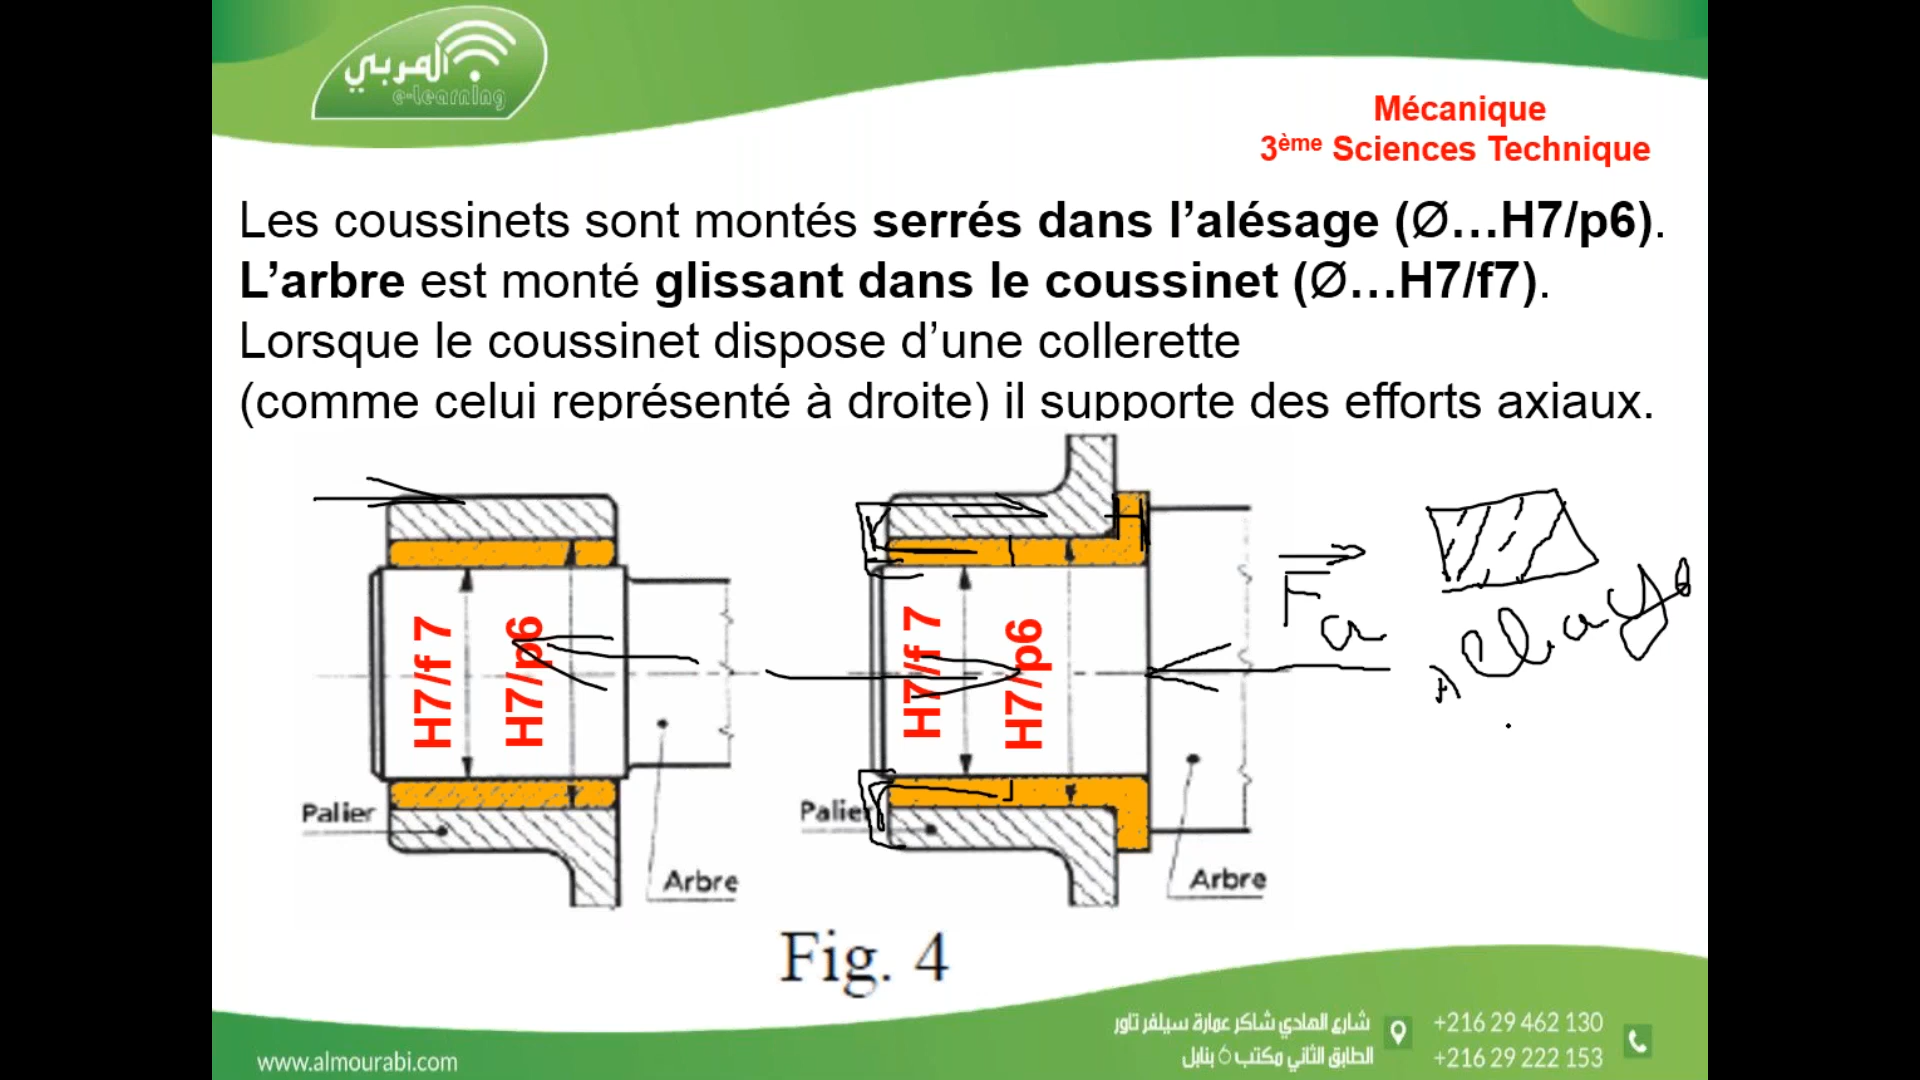 المربي
e-learning
Mécanique
3ème Sciences Technique
Les coussinets sont montés serrés dans l’alésage (Ø…H7/p6).
L’arbre est monté glissant dans le coussinet (Ø…H7/f7).
Lorsque le coussinet dispose d’une collerette
(comme celui représenté à droite) il supporte des efforts axiaux.
H7/f 7
H7/p6
Palier
Arbre
H7/f 7
H7/p6
Palier
Arbre
Fa
Fig. 4
www.almourabi.com
شارع الهادي شاكر عمارة سيلفر تاور
الطابق الثاني مكتب 6 بنابل
+216 29 462 130
+216 29 222 153